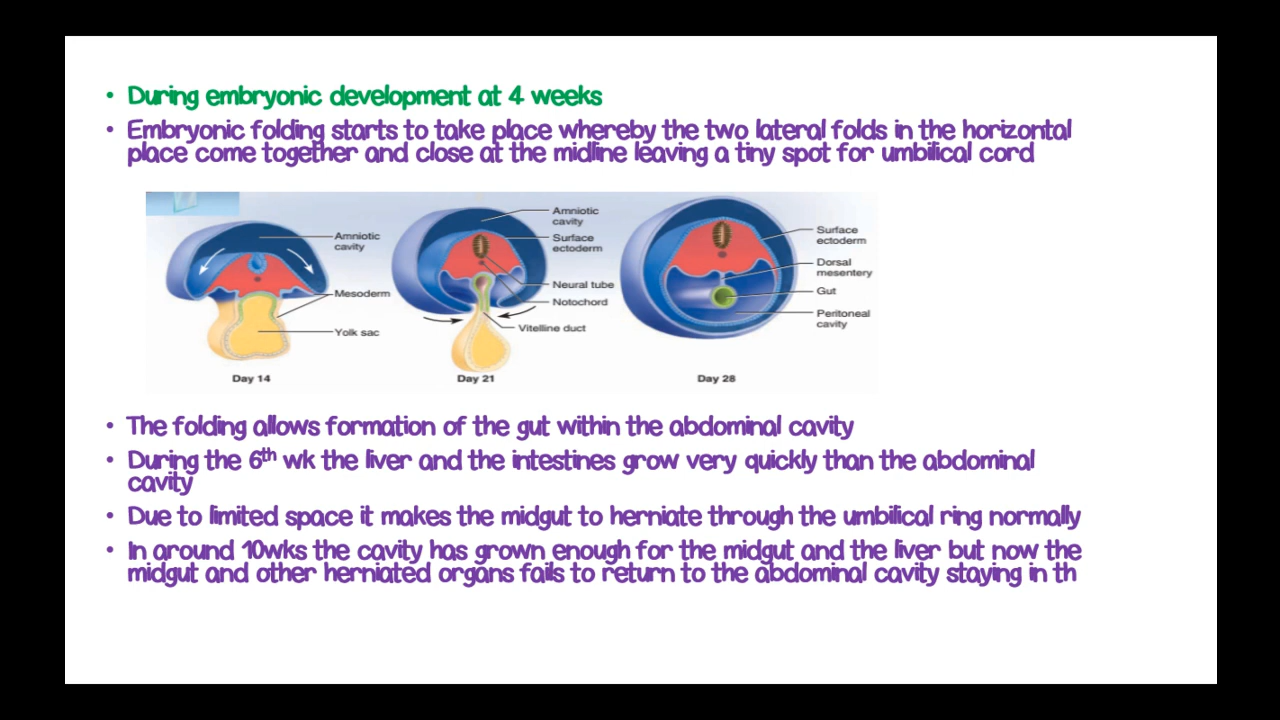 • During embryonic development at 4 weeks
• Embryonic folding starts to take place whereby the two lateral folds in the horizontal
place come together and close at the midline leaving a tiny spot for umbilical cord
Amniotic
cavity
Mesoderm
Yolk sac
Day 14
Amniotic
cavity
Surface
ectoderm
Neural tube
Notochord
Vitelline duct
Day 21
Surface
ectoderm
Dorsal
mesentery
Gut
Peritoneal
cavity
Day 28
• The folding allows formation of the gut within the abdominal cavity
• During the 6th wk the liver and the intestines grow very quickly than the abdominal
cavity
• Due to limited space it makes the midgut to herniate through the umbilical ring normally
• In around 10wks the cavity has grown enough for the midgut and the liver but now the
midgut and other herniated organs fails to return to the abdominal cavity staying in th